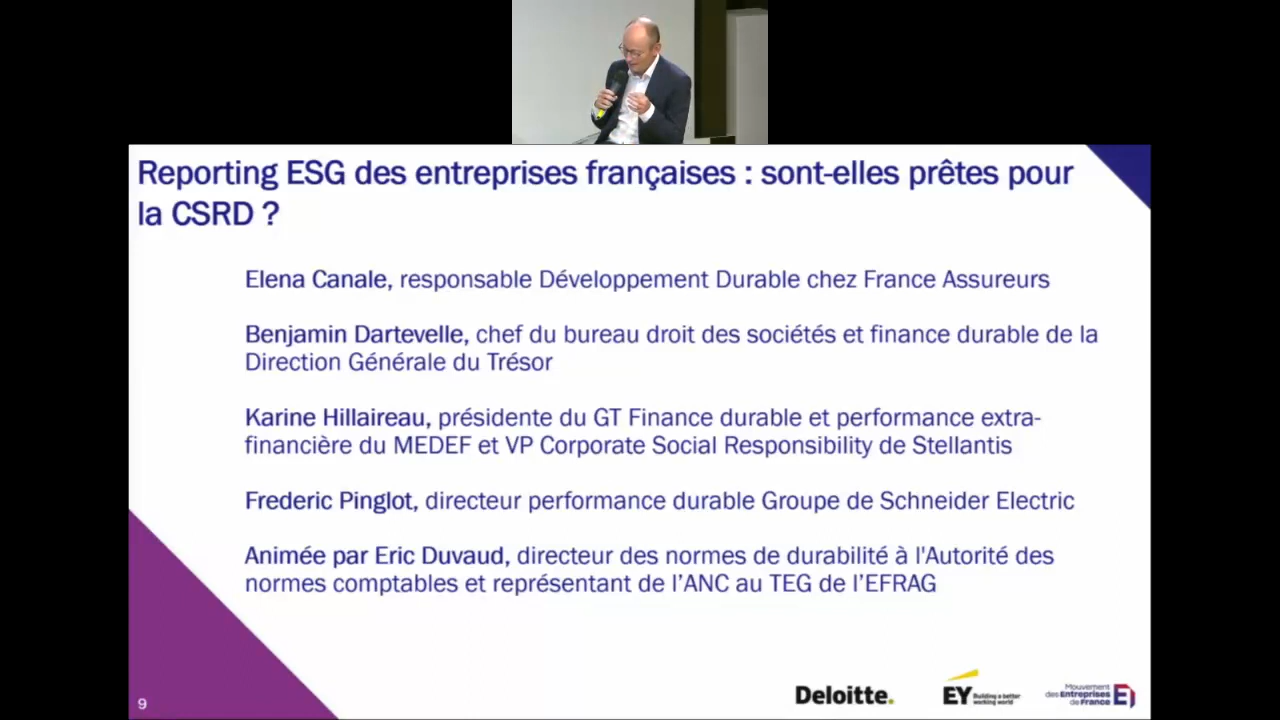 Reporting ESG des entreprises françaises : sont-elles prêtes pour
la CSRD ?
Elena Canale, responsable Développement Durable chez France Assureurs
Benjamin Dartevelle, chef du bureau droit des sociétés et finance durable de la
Direction Générale du Trésor
Karine Hillaireau, présidente du GT Finance durable et performance extra-
financière du MEDEF et VP Corporate Social Responsibility de Stellantis
Frederic Pinglot, directeur performance durable Groupe de Schneider Electric
Animée par Eric Duvaud, directeur des normes de durabilité à l'Autorité des
normes comptables et représentant de l’ANC au TEG de l’EFRAG
9
Deloitte.
EY
Building a better
working world
Mouvement
des Entreprises
de France